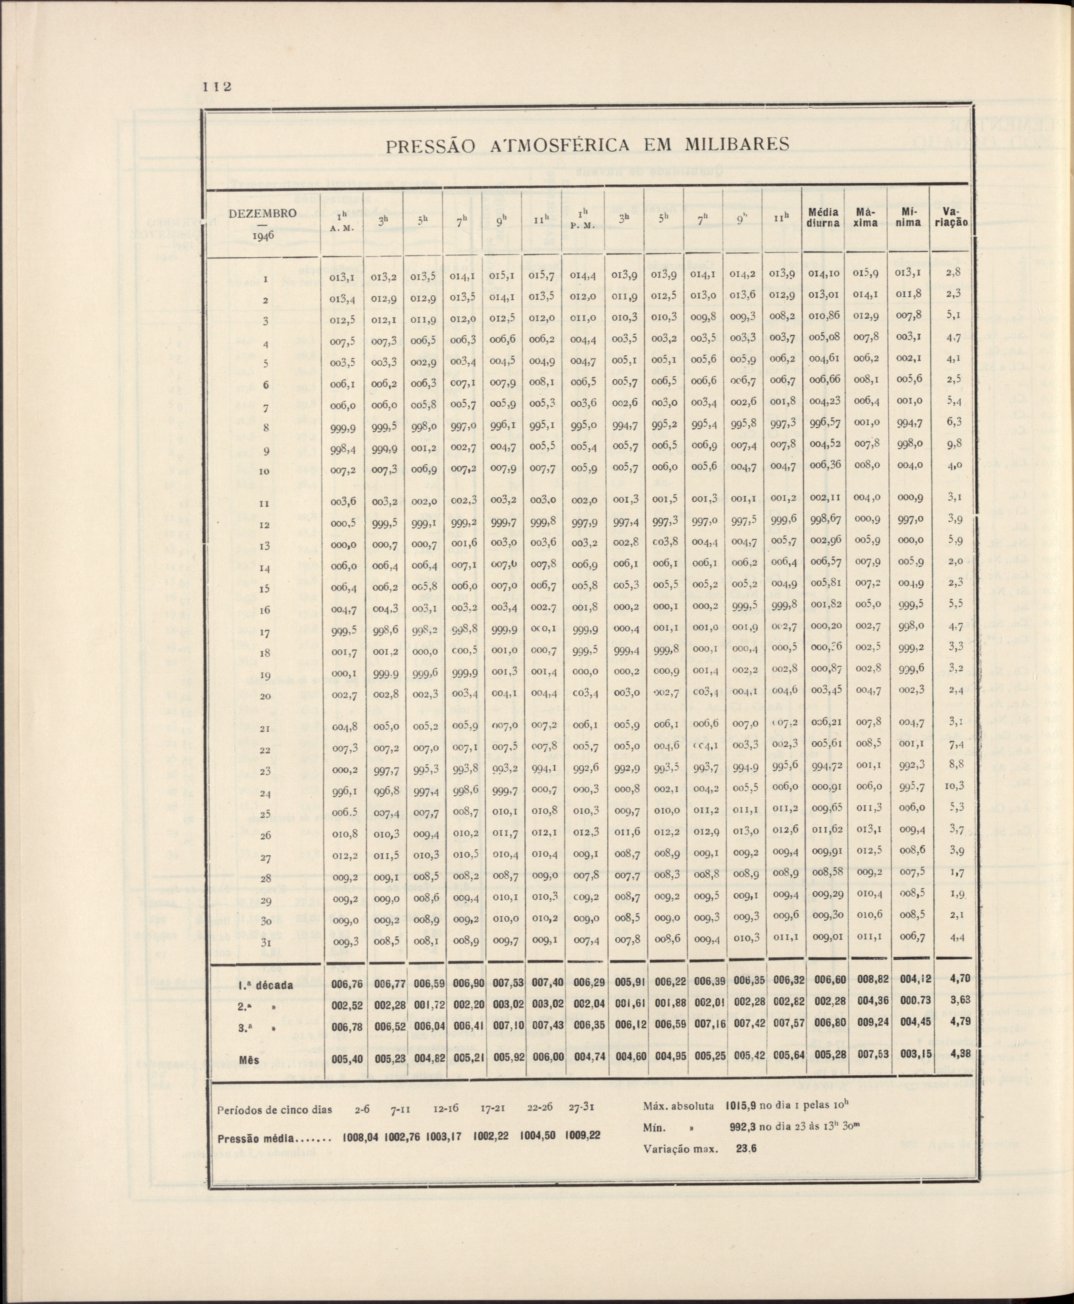 112
PRESSÃO ATMOSFÉRICA EM MILIBARES
DEZEMBRO — 1946 1h A. M. 3h 5h 7h 9h 11h 1h P. M. 3h 5h 7h 9h 11h Média diurna Má-xima Mí-nima Va-riação
1 013,1 013,2 013,5 014,1 015,1 015,7 014,4 013,9 013,9 014,1 014,2 013,9 014,10 015,9 013,1 2,8
2 013,4 012,9 012,9 013,5 014,1 013,5 012,0 011,9 012,5 013,0 013,6 012,9 013,01 014,1 011,8 2,3
3 012,5 012,1 011,9 012,0 012,5 012,0 011,0 010,3 010,3 009,8 009,3 008,2 010,86 012,9 007,8 5,1
4 007,5 007,3 006,5 006,3 006,6 006,2 004,4 003,5 003,2 003,5 003,3 003,7 005,08 007,8 003,1 4,7
5 003,5 003,3 002,9 003,4 004,5 004,9 004,7 005,1 005,1 005,6 005,9 006,2 004,61 006,2 002,1 4,1
6 006,1 006,2 006,3 007,1 007,9 008,1 006,5 005,7 006,5 006,6 006,7 006,7 006,66 008,1 005,6 2,5
7 006,0 006,0 005,8 005,7 005,9 005,3 003,6 002,6 003,0 003,4 002,6 001,8 004,23 006,4 001,0 5,4
8 999,9 999,5 998,0 997,0 996,1 995,1 995,0 994,7 995,2 995,4 995,8 997,3 996,57 001,0 994,7 6,3
9 998,4 999,9 001,2 002,7 004,7 005,5 005,4 005,7 006,5 006,9 007,4 007,8 004,52 007,8 998,0 9,8
10 007,2 007,3 006,9 007,2 007,9 007,7 005,9 005,7 006,0 005,6 004,7 004,7 006,36 008,0 004,0 4,0
11 003,6 003,2 002,0 002,3 003,2 003,0 002,0 001,3 001,5 001,3 001,1 001,2 002,11 004,0 000,9 3,1
12 000,5 999,5 999,1 999,2 999,7 999,8 997,9 997,4 997,3 997,0 997,5 999,6 998,67 000,9 997,0 3,9
13 000,0 000,7 000,7 001,6 003,0 003,6 003,2 002,8 003,8 004,4 004,7 005,7 002,96 005,9 000,0 5,9
14 006,0 006,4 006,4 007,1 007,6 007,8 006,9 006,1 006,1 006,1 006,2 006,4 006,57 007,9 005,9 2,0
15 006,4 006,2 005,8 006,0 007,0 006,7 005,8 005,3 005,5 005,2 005,2 004,9 005,81 007,2 004,9 2,3
16 004,7 004,3 003,1 003,2 003,4 002,7 001,8 000,2 000,1 000,2 999,5 999,8 001,82 005,0 999,5 5,5
17 999,5 998,6 998,2 998,8 999,9 000,1 999,9 000,4 001,1 001,0 001,9 002,7 000,20 002,7 998,0 4,7
18 001,7 001,2 000,0 000,5 001,0 000,7 999,5 999,4 999,8 000,1 000,4 000,5 002,5 999,2 3,3
19 000,1 999,9 999,6 999,9 001,3 001,4 000,0 000,2 000,9 001,4 002,2 002,8 000,87 002,8 999,6 3,2
20 002,7 002,8 002,3 003,4 004,1 004,4 003,4 003,0 002,7 003,4 004,1 004,6 003,45 004,7 002,3 2,4
21 004,8 005,0 005,2 005,9 007,0 007,2 006,1 005,9 006,1 006,6 007,0 007,2 006,21 007,8 004,7 3,1
22 007,3 007,2 007,0 007,1 007,5 007,8 005,7 005,0 004,6 004,1 003,3 002,3 005,61 008,5 001,1 7,4
23 000,2 997,7 995,3 993,8 993,2 994,1 992,6 992,9 993,5 993,7 994,9 995,6 994,72 001,1 992,3 8,8
24 996,1 996,8 997,4 998,6 999,7 000,7 000,3 000,8 002,1 004,2 005,5 006,0 000,91 006,0 995,7 10,3
25 006.5 007,4 007,7 008,7 010,1 010,8 010,3 009,7 010,0 011,2 011,1 011,2 009,65 011,3 006,0 5,3
26 010,8 010,3 009,4 010,2 011,7 012,1 012,3 011,6 012,2 012,9 013,0 012,6 011,62 013,1 009,4 3,7
27 012,2 011,5 010,3 010,5 010,4 010,4 009,1 008,7 008,9 009,1 009,2 009,4 009,91 012,5 008,6 3,9
28 009,2 009,1 008,5 008,2 008,7 009,0 007,8 007,7 008,3 008,8 008,9 008,9 008,58 009,2 007,5 1,7
29 009,2 009,0 008,6 009,4 010,1 010,3 009,2 008,7 009,2 009,5 009,1 009,4 009,29 010,4 008,5 1,9
30 009,0 009,2 008,9 009,2 010,0 010,2 009,0 008,5 009,0 009,3 009,3 009,6 009,30 010,6 008,5 2,1
31 009,3 008,5 008,1 008,9 009,7 009,1 007,4 007,8 008,6 009,4 010,3 011,1 009,01 011,1 006,7 4,4
1.ª década 006,76 006,77 006,59 006,90 007,53 007,40 006,29 005,91 006,22 006,39 006,35 006,32 006,60 008,82 004,12 4,70
2.ª » 002,52 002,28 001,72 002,20 003,02 003,02 002,04 001,61 001,88 002,01 002,28 002,82 002,28 004,36 000.73 3,63
3.ª » 006,78 006,52 006,04 006,41 007,10 007,43 006,35 006,12 006,59 007,16 007,42 007,57 006,80 009,24 004,45 4,79
Mês 005,40 005,23 004,82 005,21 005,92 006,00 004,74 004,60 004,95 005,25 005,42 005,64 005,28 007,53 003,15 4,38
Períodos de cinco dias 2-6 7-11 12-16 17-21 22-26 27-31 Máx. absoluta 1015,9 no dia 1 pelas 10h
Pressão média....... 1008,04 1002,76 1003,17 1002,22 1004,50 1009,22 Mín. » 992,3 no dia 23 às 13h 30m
Variação max. 23.6